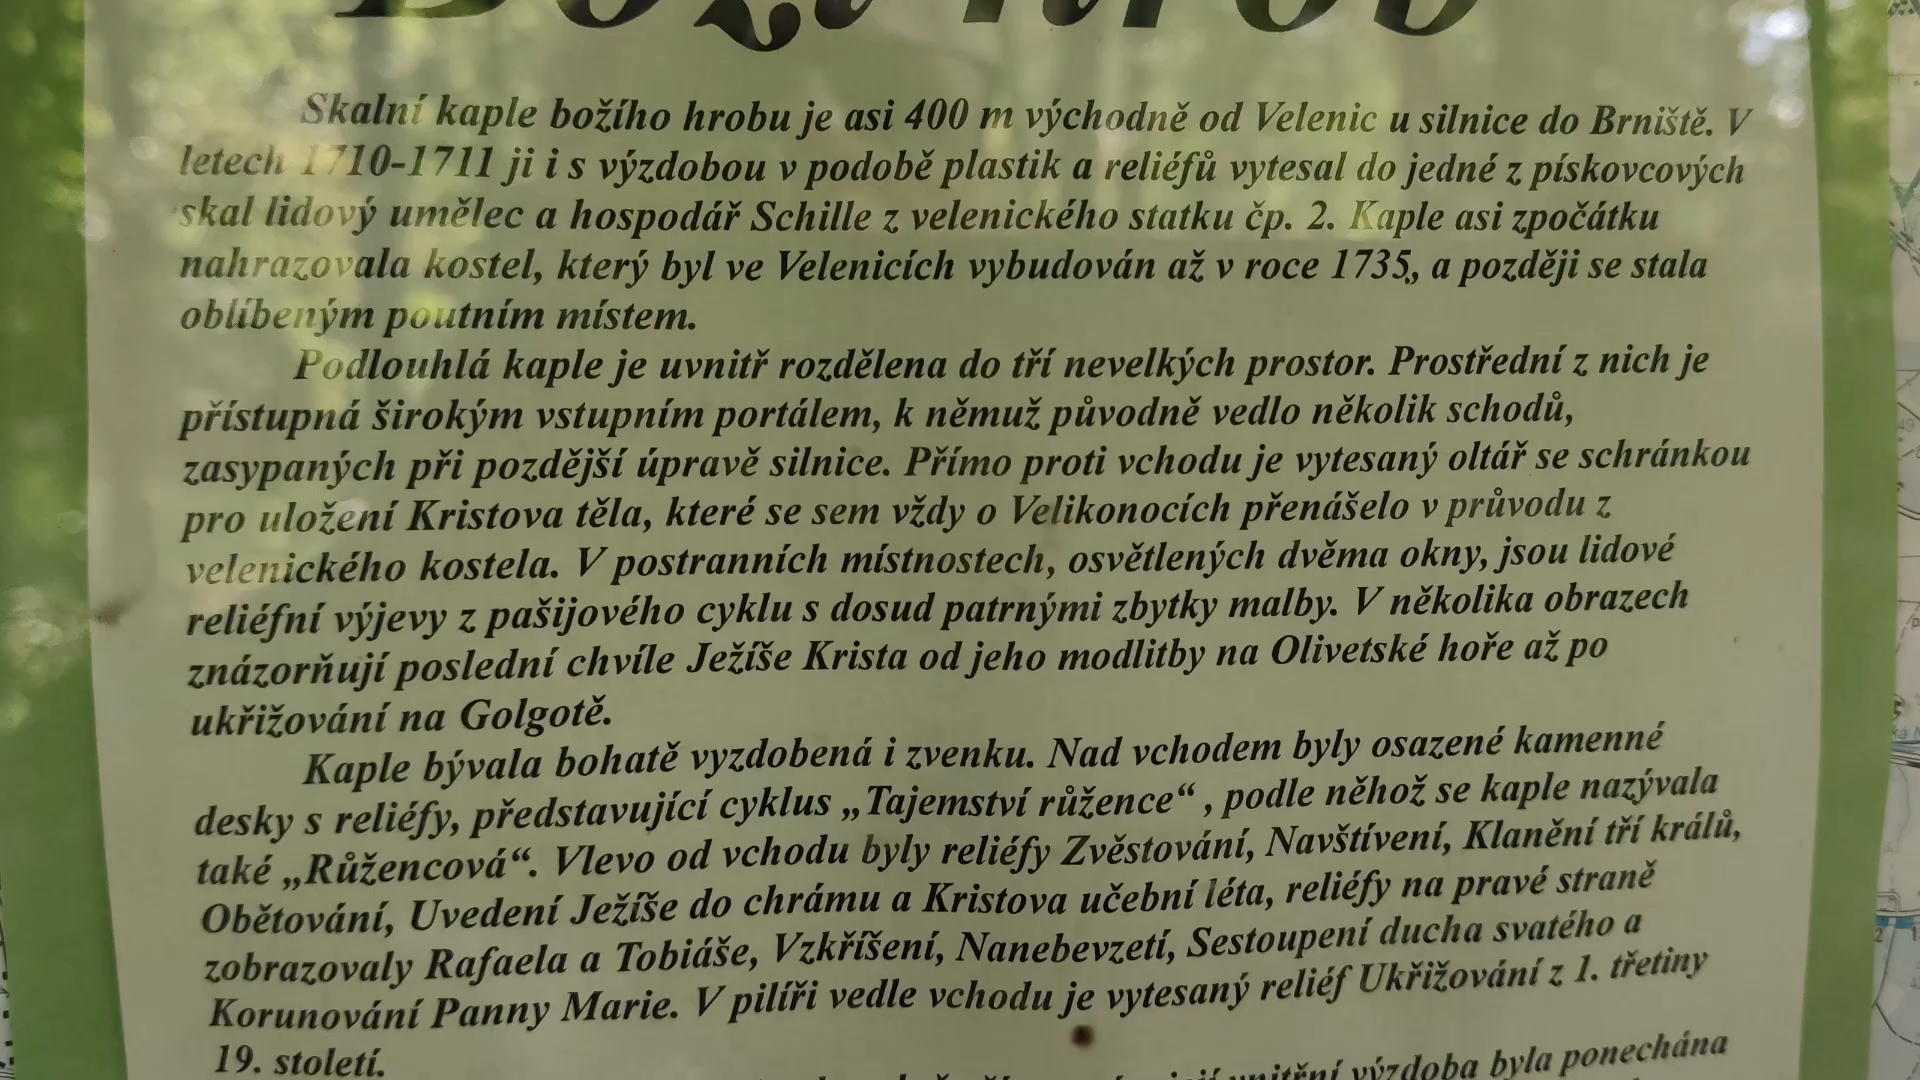 Boží hrob
Skalní kaple božího hrobu je asi 400 m východně od Velenic u silnice do Brniště. V
letech 1710-1711 ji i s výzdobou v podobě plastik a reliéfů vytesal do jedné z pískovcových
skal lidový umělec a hospodář Schille z velenického statku čp. 2. Kaple asi zpočátku
nahrazovala kostel, který byl ve Velenicích vybudován až v roce 1735, a později se stala
oblíbeným poutním místem.
Podlouhlá kaple je uvnitř rozdělena do tří nevelkých prostor. Prostřední z nich je
přístupná širokým vstupním portálem, k němuž původně vedlo několik schodů,
zasypaných při pozdější úpravě silnice. Přímo proti vchodu je vytesaný oltář se schránkou
pro uložení Kristova těla, které se sem vždy o Velikonocích přenášelo v průvodu z
velenického kostela. V postranních místnostech, osvětlených dvěma okny, jsou lidové
reliéfní výjevy z pašijového cyklu s dosud patrnými zbytky malby. V několika obrazech
znázorňují poslední chvíle Ježíše Krista od jeho modlitby na Olivetské hoře až po
ukřižování na Golgotě.
Kaple bývala bohatě vyzdobená i zvenku. Nad vchodem byly osazené kamenné
desky s reliéfy, představující cyklus „Tajemství růžence“ , podle něhož se kaple nazývala
také „Růžencová“. Vlevo od vchodu byly reliéfy Zvěstování, Navštívení, Klanění tří králů,
Obětování, Uvedení Ježíše do chrámu a Kristova učební léta, reliéfy na pravé straně
zobrazovaly Rafaela a Tobiáše, Vzkříšení, Nanebevzetí, Sestoupení ducha svatého a
Korunování Panny Marie. V pilíři vedle vchodu je vytesaný reliéf Ukřižování z 1. třetiny
19. století.
vnitřní výzdoba byla ponechána